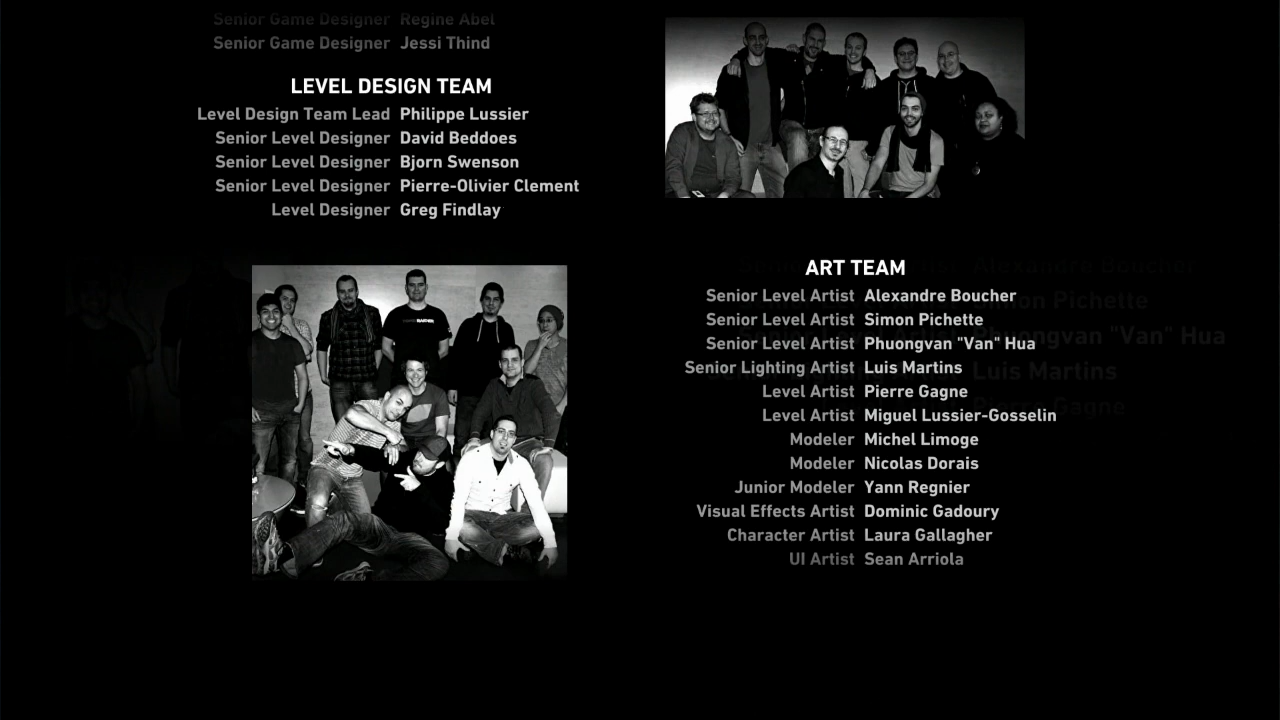 Senior Game Designer Regine Abel
Senior Game Designer Jessi Thind
LEVEL DESIGN TEAM
Level Design Team Lead Philippe Lussier
Senior Level Designer David Beddoes
Senior Level Designer Bjorn Swenson
Senior Level Designer Pierre-Olivier Clement
Level Designer Greg Findlay
ART TEAM
Senior Level Artist Alexandre Boucher
Senior Level Artist Simon Pichette
Senior Level Artist Phuongvan "Van" Hua
Senior Lighting Artist Luis Martins
Level Artist Pierre Gagne
Level Artist Miguel Lussier-Gosselin
Modeler Michel Limoge
Modeler Nicolas Dorais
Junior Modeler Yann Regnier
Visual Effects Artist Dominic Gadoury
Character Artist Laura Gallagher
UI Artist Sean Arriola